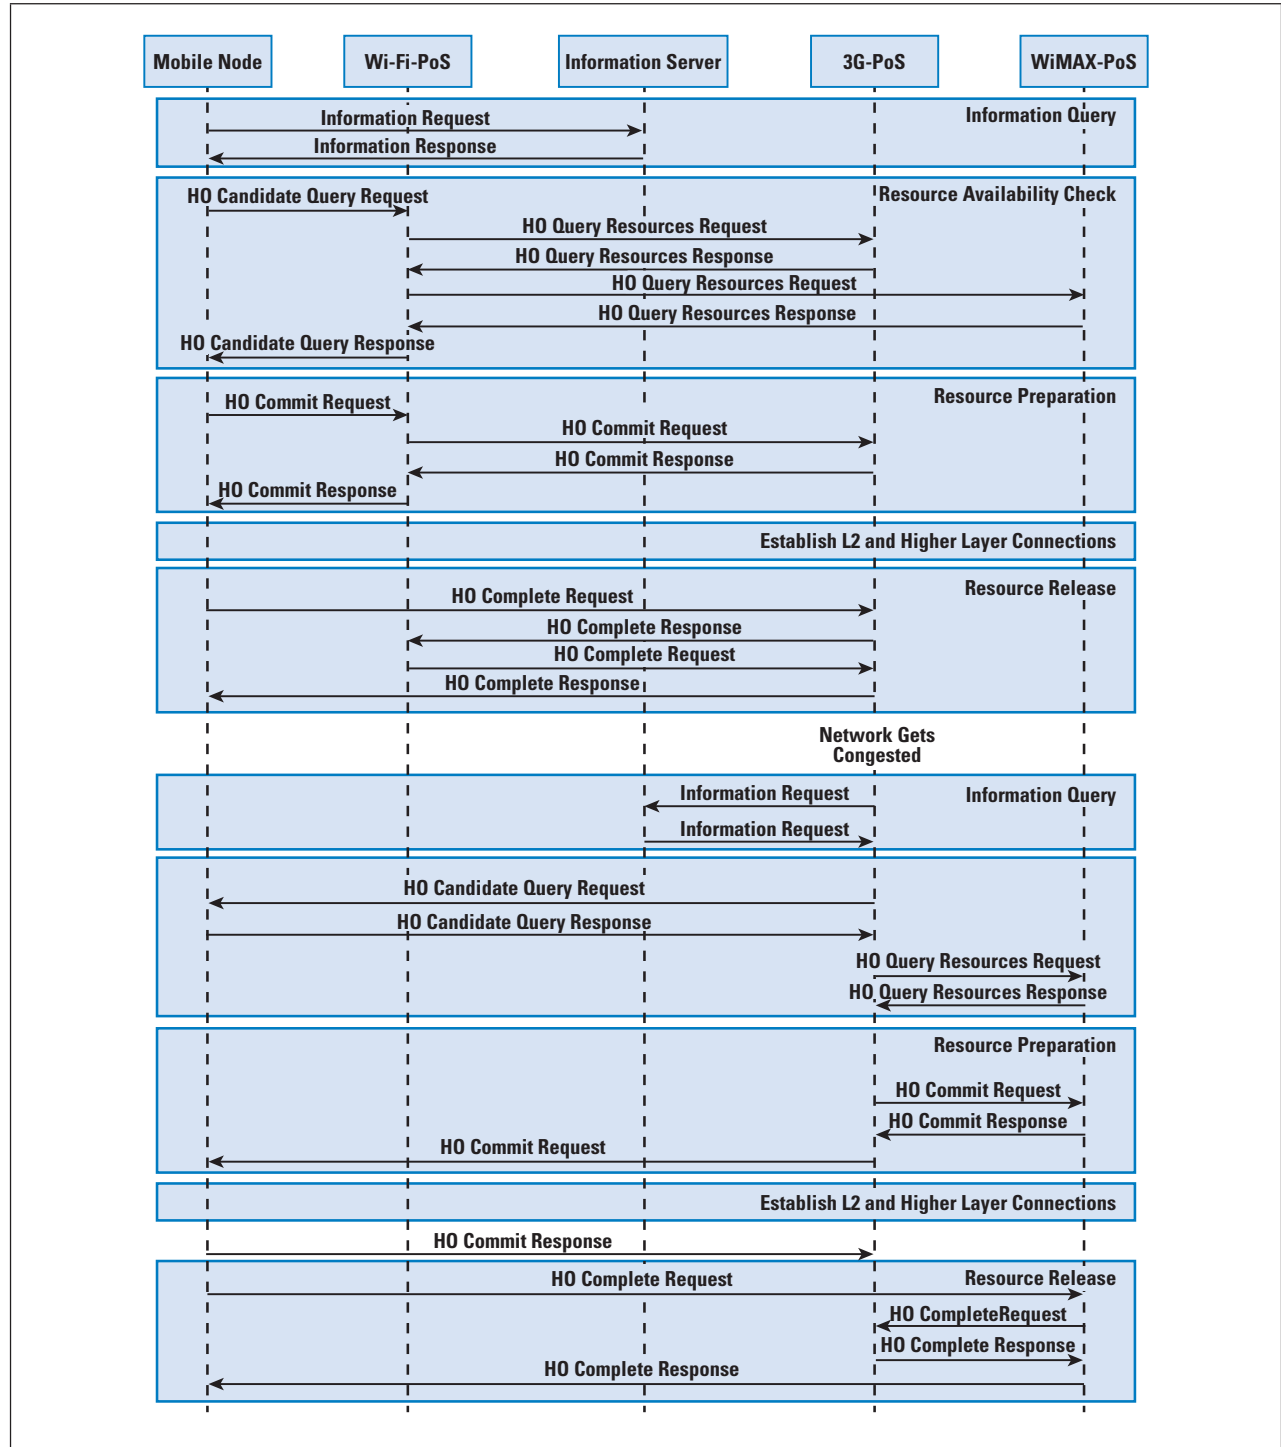 Mobile Node
Wi-Fi-PoS
Information Server
3G-PoS
WiMAX-PoS
Information Query
Information Request
Information Response
Resource Availability Check
HO Candidate Query Request
HO Query Resources Request
HO Query Resources Response
HO Query Resources Request
HO Query Resources Response
HO Candidate Query Response
Resource Preparation
HO Commit Request
HO Commit Request
HO Commit Response
HO Commit Response
Establish L2 and Higher Layer Connections
Resource Release
HO Complete Request
HO Complete Response
HO Complete Request
HO Complete Response
Network Gets
Congested
Information Query
Information Request
Information Request
HO Candidate Query Request
HO Candidate Query Response
HO Query Resources Request
HO Query Resources Response
Resource Preparation
HO Commit Request
HO Commit Response
HO Commit Request
Establish L2 and Higher Layer Connections
HO Commit Response
Resource Release
HO Complete Request
HO CompleteRequest
HO Complete Response
HO Complete Response